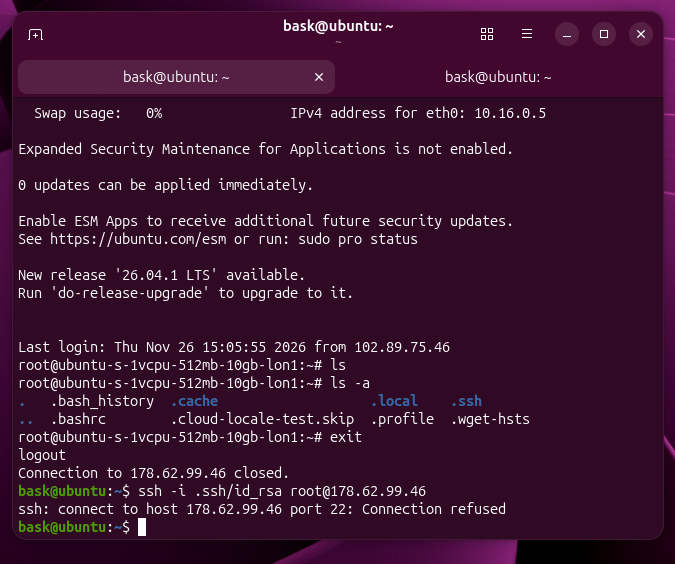 bask@ubuntu: ~
~
bask@ubuntu: ~ bask@ubuntu: ~
Swap usage: 0% IPv4 address for eth0: 10.16.0.5
Expanded Security Maintenance for Applications is not enabled.
0 updates can be applied immediately.
Enable ESM Apps to receive additional future security updates.
See https://ubuntu.com/esm or run: sudo pro status
New release '26.04.1 LTS' available.
Run 'do-release-upgrade' to upgrade to it.
Last login: Thu Nov 26 15:05:55 2026 from 102.89.75.46
root@ubuntu-s-1vcpu-512mb-10gb-lon1:~# ls
root@ubuntu-s-1vcpu-512mb-10gb-lon1:~# ls -a
. .bash_history .cache .local .ssh
.. .bashrc .cloud-locale-test.skip .profile .wget-hsts
root@ubuntu-s-1vcpu-512mb-10gb-lon1:~# exit
logout
Connection to 178.62.99.46 closed.
bask@ubuntu:~$ ssh -i .ssh/id_rsa root@178.62.99.46
ssh: connect to host 178.62.99.46 port 22: Connection refused
bask@ubuntu:~$